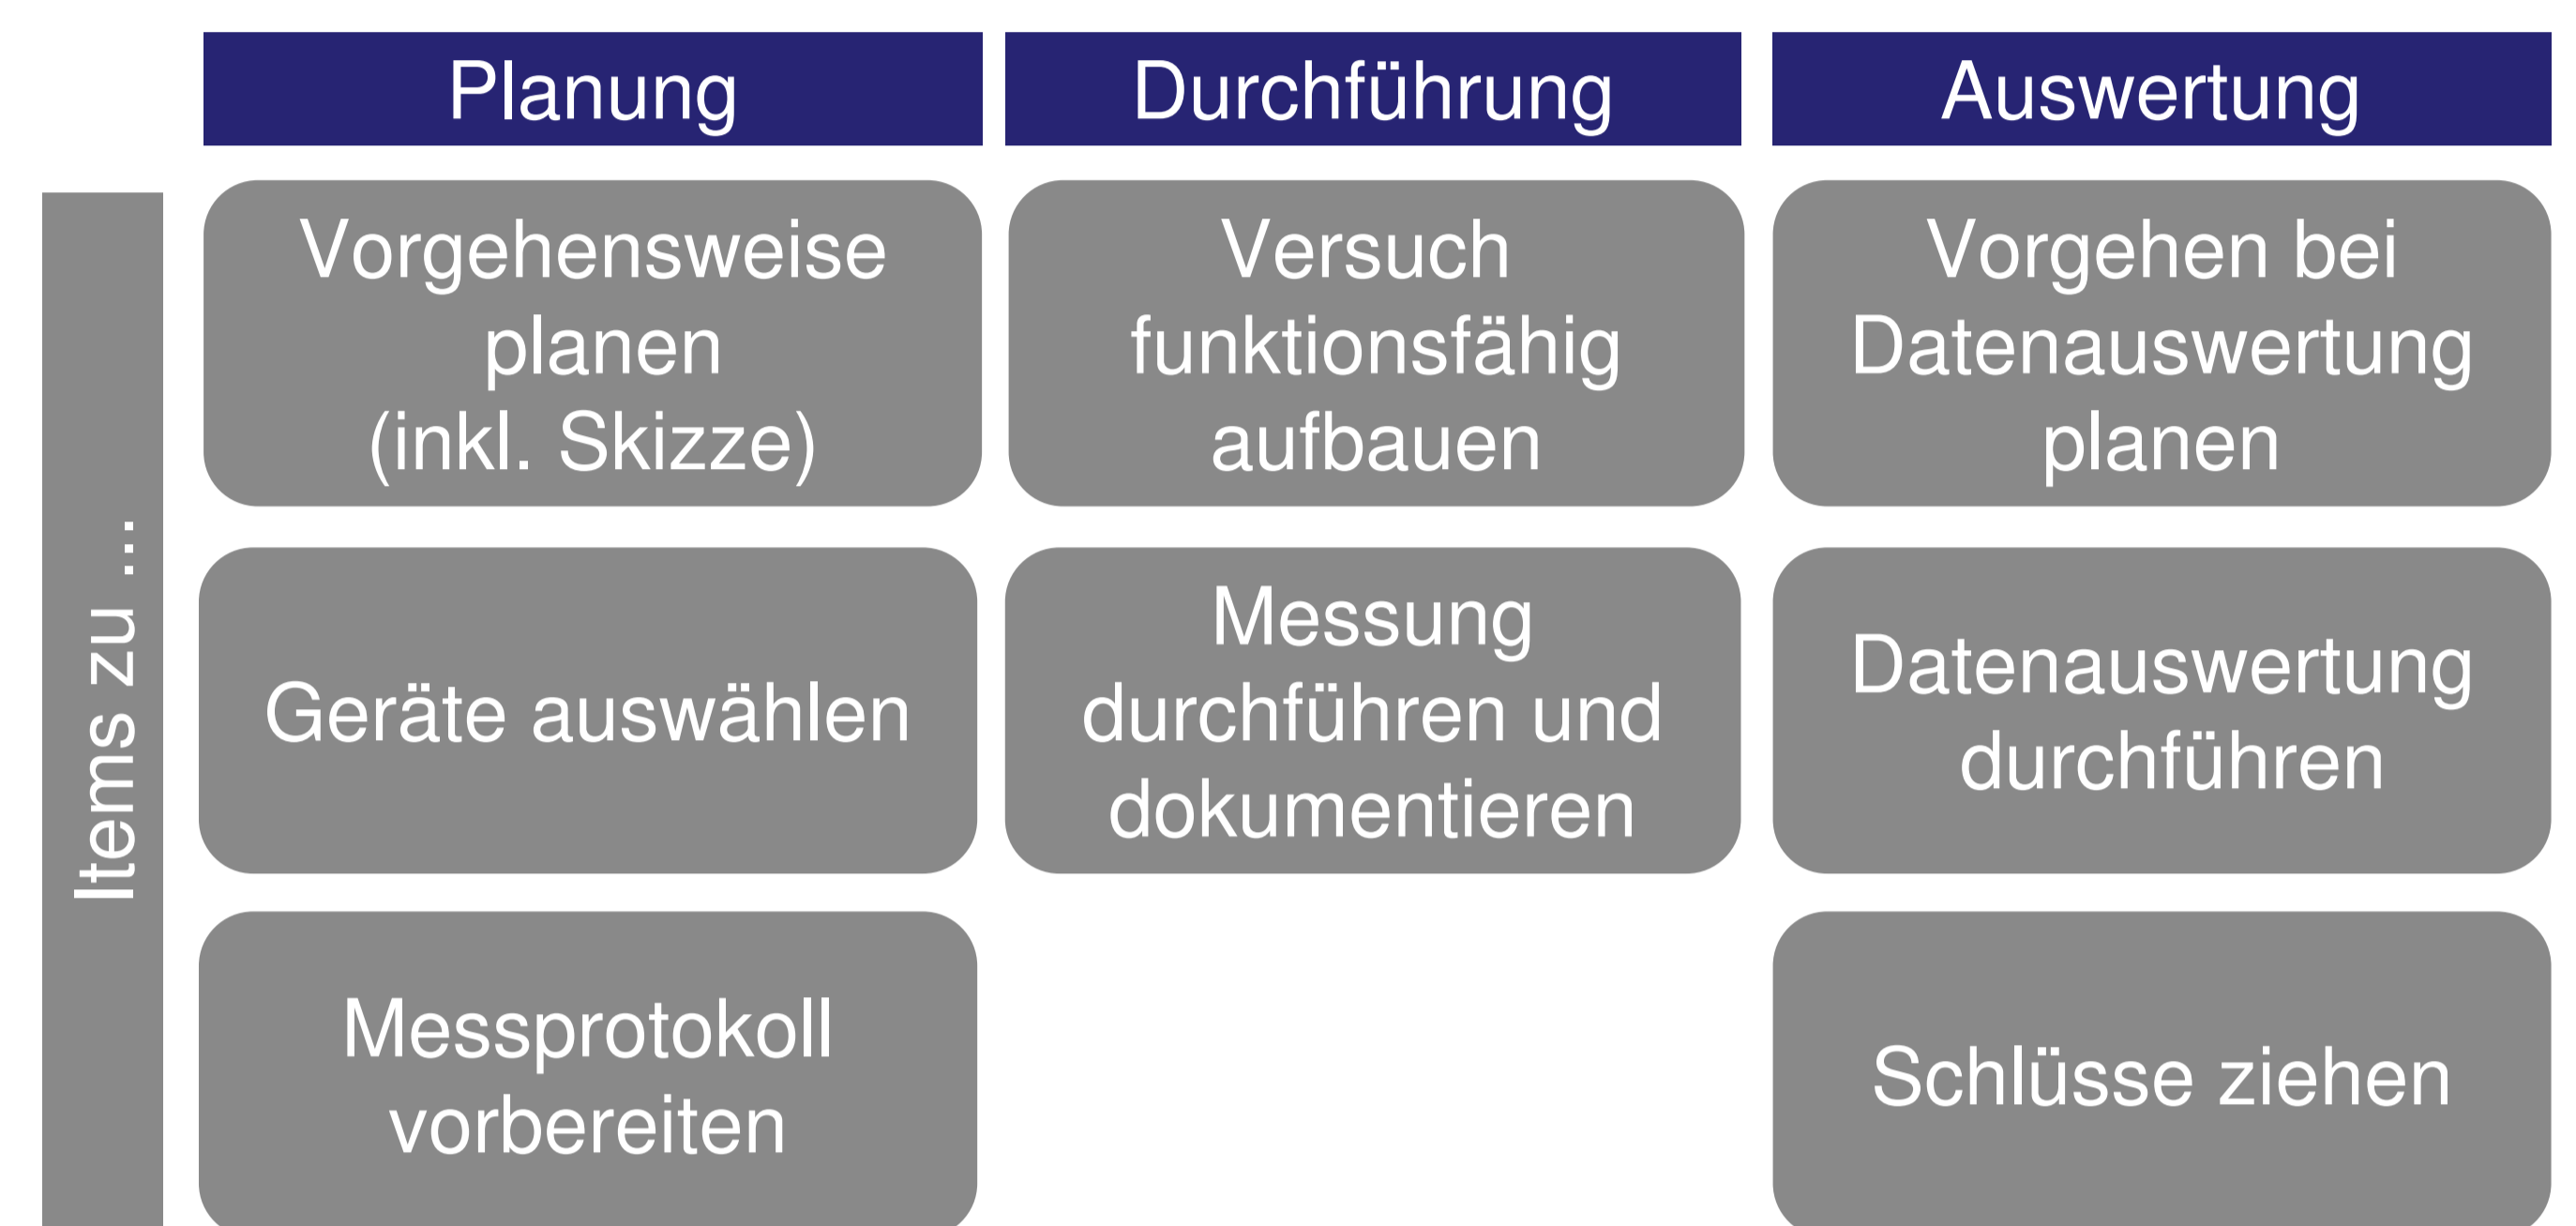 Planung
Durchführung
Auswertung
Items zu ...
Vorgehensweise
planen
(inkl. Skizze)
Versuch
funktionsfähig
aufbauen
Vorgehen bei
Datenauswertung
planen
Geräte auswählen
Messung
durchführen und
dokumentieren
Datenauswertung
durchführen
Messprotokoll
vorbereiten
Schlüsse ziehen